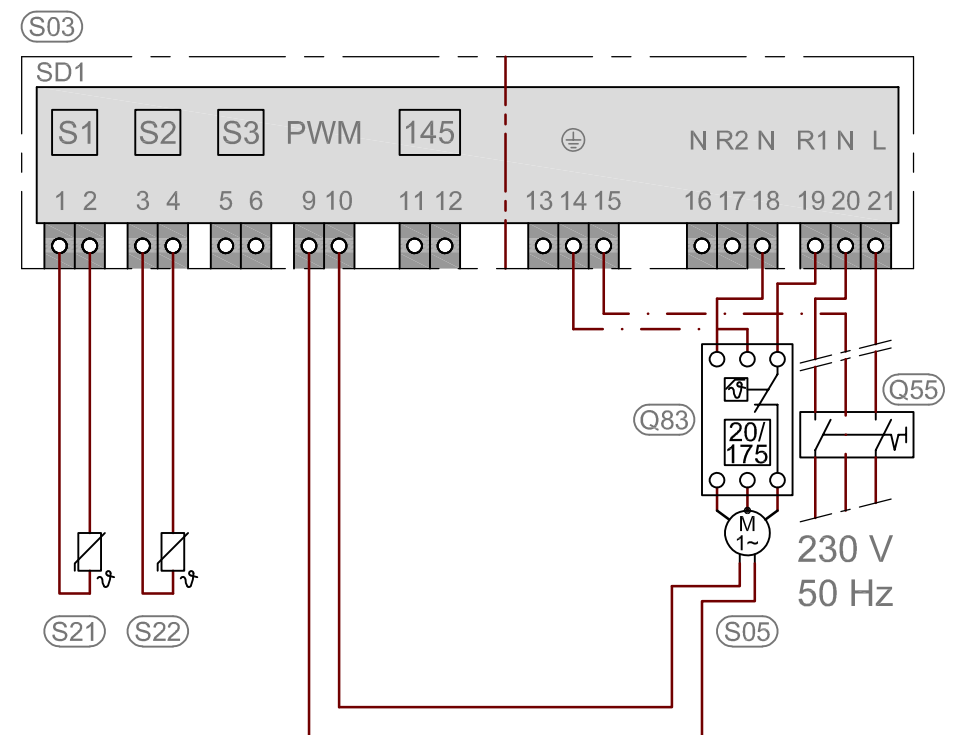 S03
SD1
S1 S2 S3 PWM 145 N R2 N R1 N L
1 2 3 4 5 6 9 10 11 12 13 14 15 16 17 18 19 20 21
Q55
Q83
ϑ
20/
175
M
1~
230 V
50 Hz
ϑ ϑ
S21 S22 S05